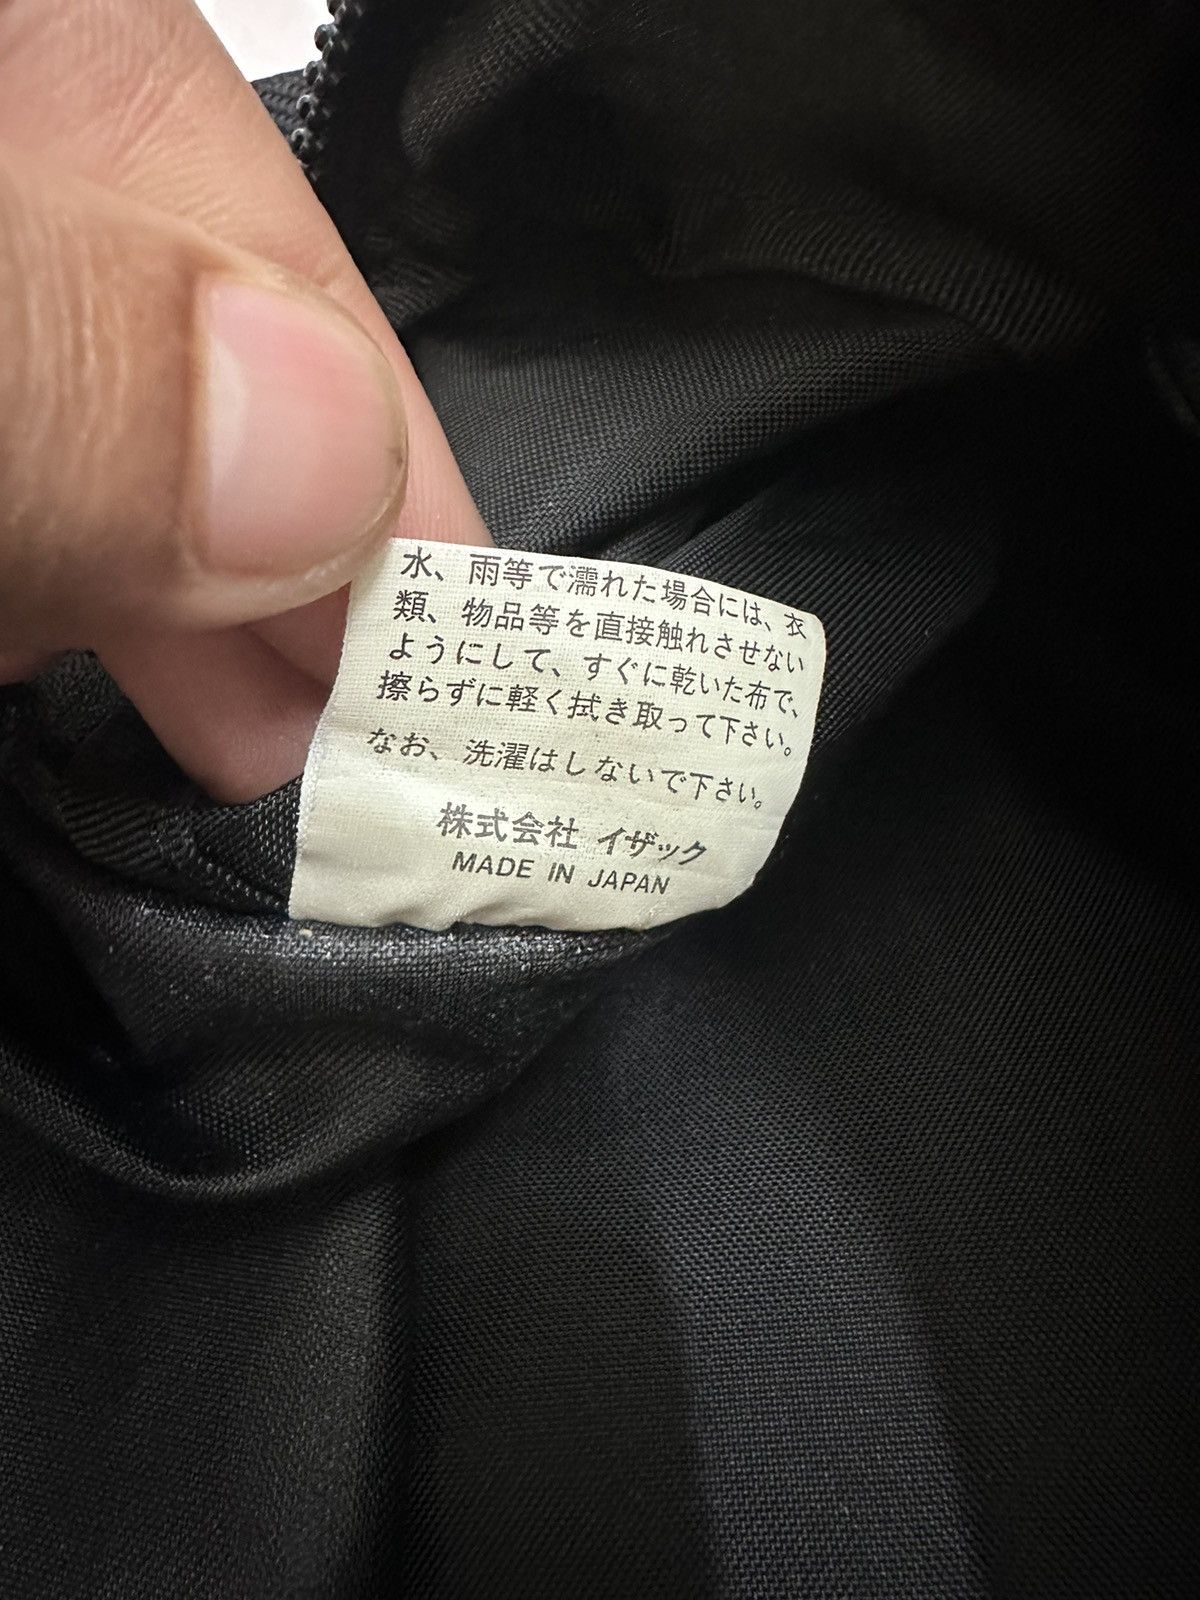 水、雨等で濡れた場合には、衣
類、物品等を直接触れさせない
ようにして、すぐに乾いた布で、
擦らずに軽く拭き取って下さい。
なお、洗濯はしないで下さい。
株式会社 イザック
MADE IN JAPAN